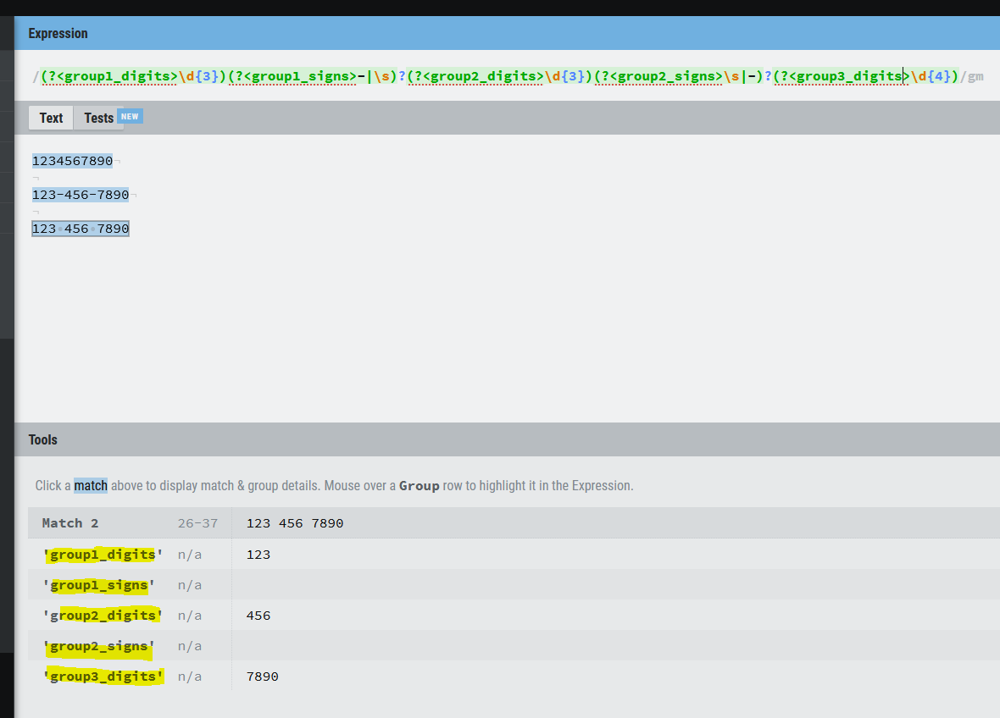 Expression
/(?<group1_digits>\d{3})(?<group1_signs>-|\s)?(?<group2_digits>\d{3})(?<group2_signs>\s|-)?(?<group3_digits>\d{4})/gm
Text Tests NEW
1234567890¬
¬
123-456-7890¬
¬
123·456·7890
Tools
Click a match above to display match & group details. Mouse over a Group row to highlight it in the Expression.
Match 2 26-37 123 456 7890
'group1_digits' n/a 123
'group1_signs' n/a
'group2_digits' n/a 456
'group2_signs' n/a
'group3_digits' n/a 7890